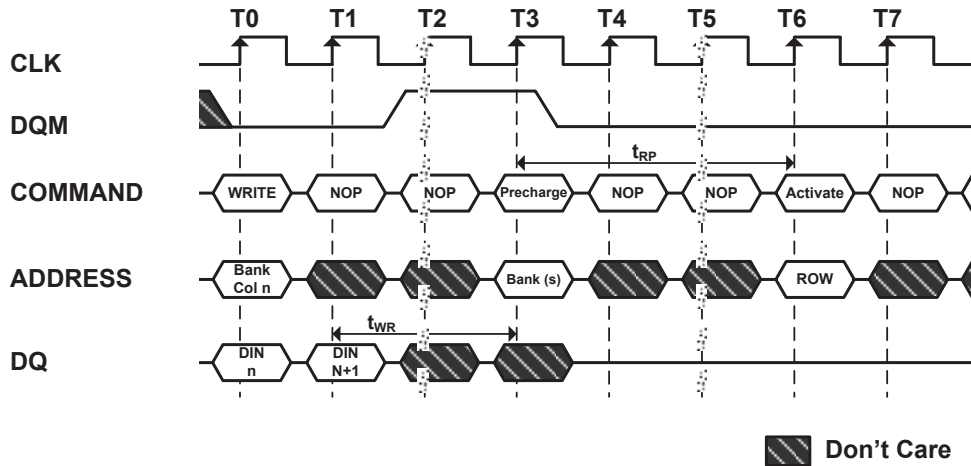 T0 T1 T2 T3 T4 T5 T6 T7
CLK
DQM
tRP
COMMAND WRITE NOP NOP Precharge NOP NOP Activate NOP
ADDRESS Bank Col n Bank (s) ROW
tWR
DQ DIN n DIN N+1
Don't Care